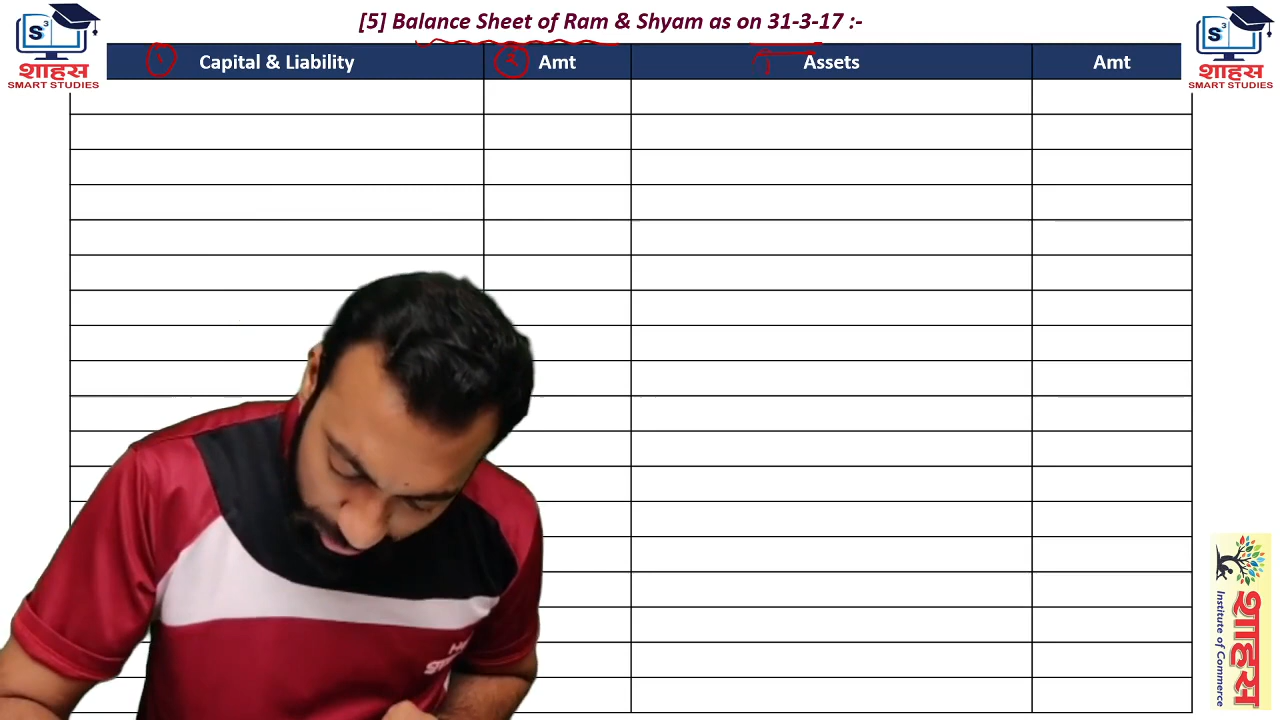 [5] Balance Sheet of Ram & Shyam as on 31-3-17 :-
S3
शाहस
SMART STUDIES
Capital & Liability
Amt
Assets
Amt
S3
शाहस
SMART STUDIES
शाहस
Institute of Commerce